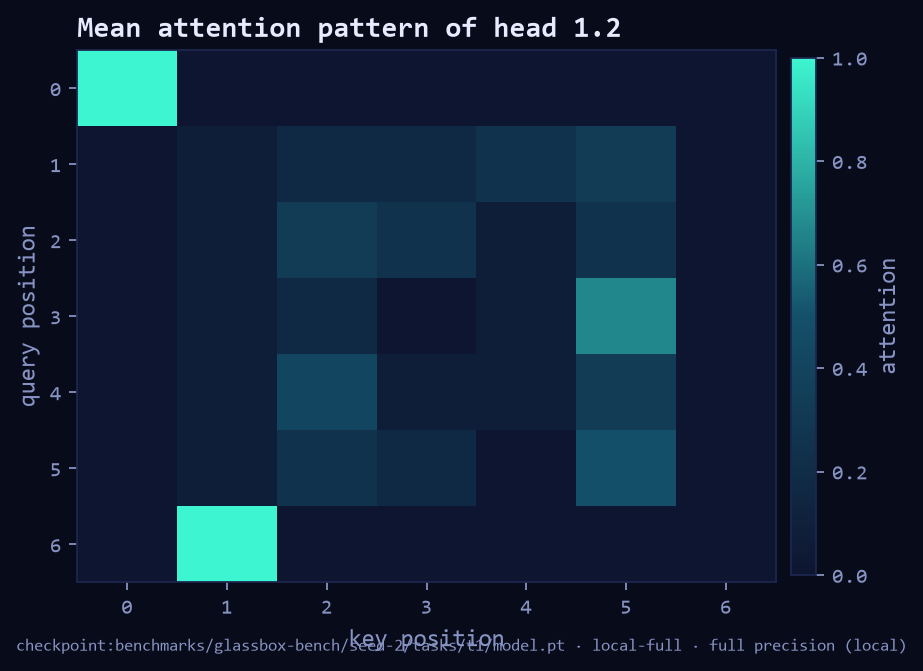 Mean attention pattern of head 1.2
0
1
2
3
4
5
6
query position
0 1 2 3 4 5 6
key position
1.0
0.8
0.6
0.4
0.2
0.0
attention
checkpoint:benchmarks/glassbox-bench/seed-2/tasks/t1/model.pt · local-full · full precision (local)